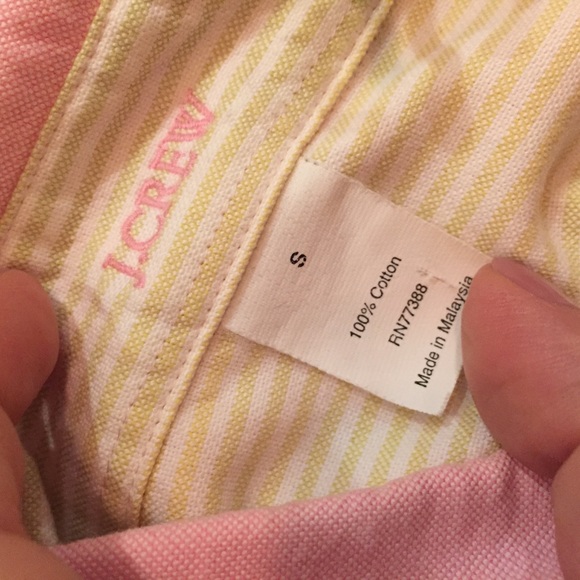 J.CREW
S
100% Cotton
RN77388
Made in Malaysia